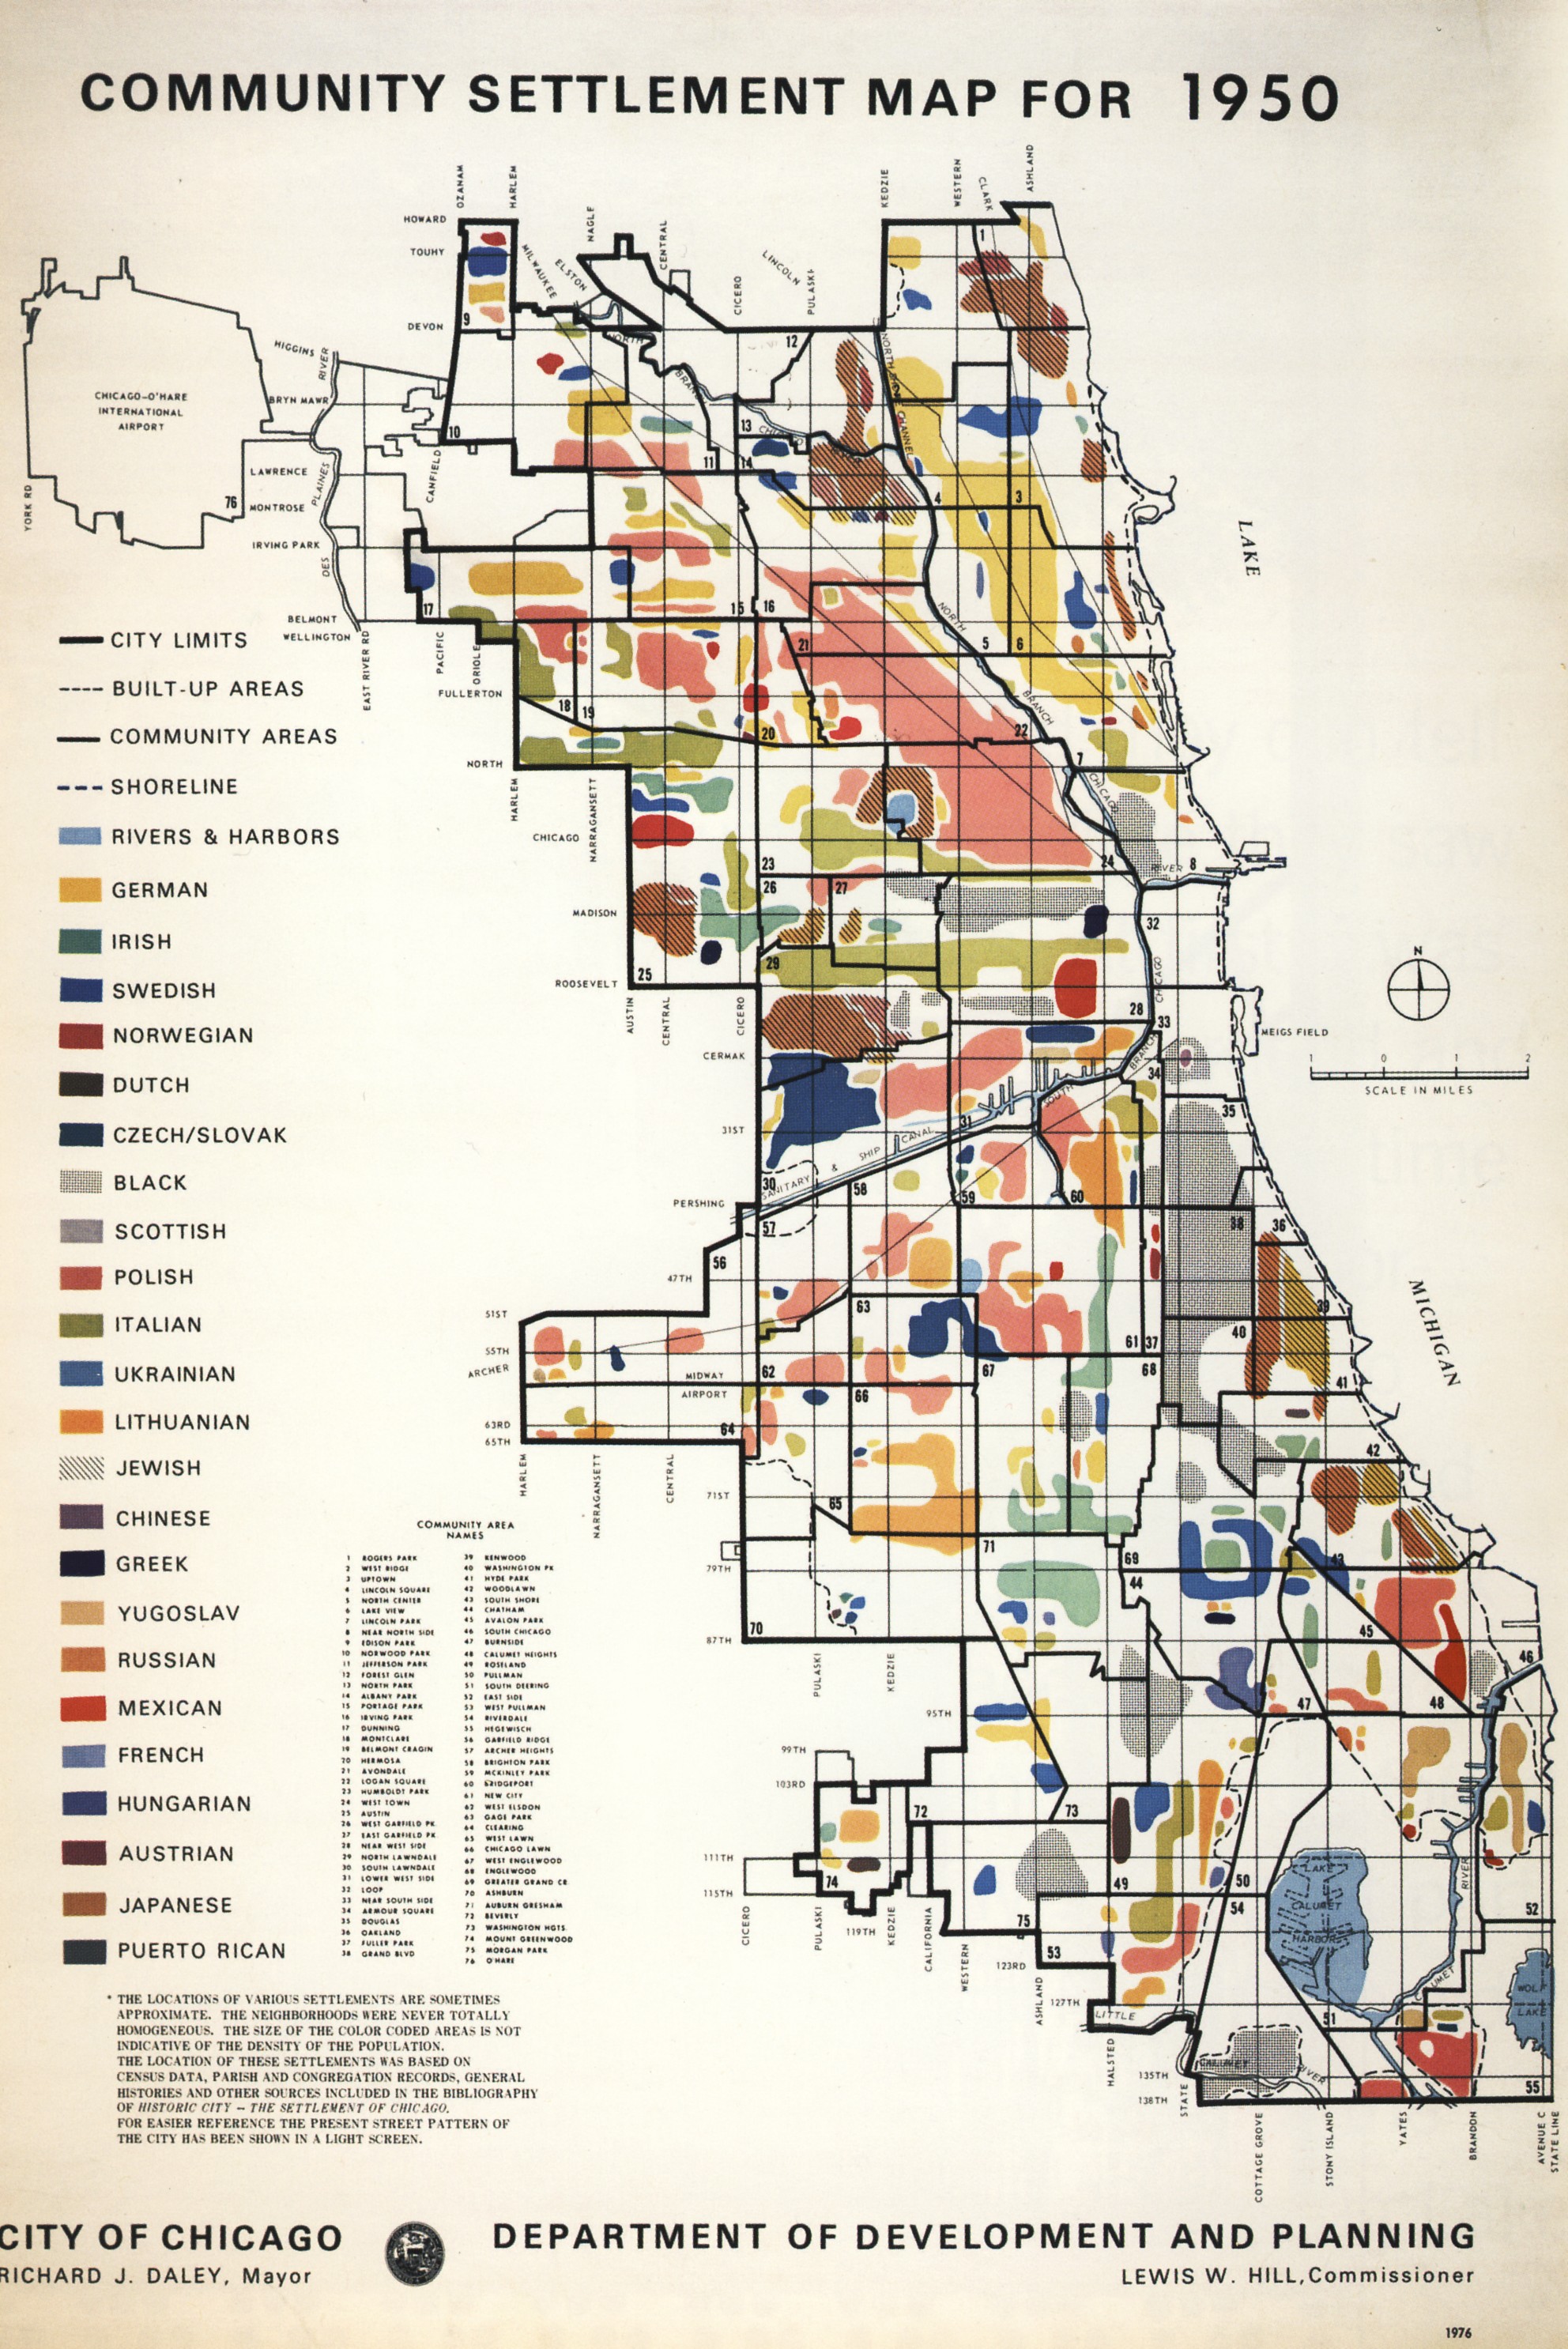 COMMUNITY SETTLEMENT MAP FOR 1950
OZANAM
HARLEM
NAGLE
CENTRAL
CICERO
LINCOLN
PULASKI
KEDZIE
WESTERN
CLARK
ASHLAND
MILWAUKEE
ELSTON
HOWARD
TOUHY
DEVON
HIGGINS
RIVER
BRYN MAWR
CHICAGO-O'HARE
INTERNATIONAL
AIRPORT
LAWRENCE
76
MONTROSE
IRVING PARK
YORK RD
DES
PLAINES
CANFIELD
BELMONT
WELLINGTON
EAST RIVER RD
PACIFIC
ORIOLE
FULLERTON
NORTH
HARLEM
NARRAGANSETT
CHICAGO
MADISON
ROOSEVELT
AUSTIN
CENTRAL
CICERO
CERMAK
31ST
PERSHING
47TH
51ST
55TH
ARCHER
63RD
65TH
MIDWAY
AIRPORT
HARLEM
NARRAGANSETT
CENTRAL
71ST
79TH
87TH
PULASKI
KEDZIE
95TH
99TH
103RD
111TH
115TH
CICERO
PULASKI
119TH
KEDZIE
CALIFORNIA
WESTERN
123RD
ASHLAND
127TH
LITTLE
HALSTED
135TH
138TH
STATE
CALUMET
RIVER
COTTAGE GROVE
STONY ISLAND
YATES
BRANDON
AVENUE C
STATE LINE
NORTH
BRANCH
CHICAGO
RIVER
NORTH
CHANNEL
NORTH
BRANCH
CHICAGO
RIVER
CHICAGO
BRANCH
SOUTH
SANITARY & SHIP CANAL
LAKE
MICHIGAN
N
MEIGS FIELD
1 0 1 2
SCALE IN MILES
LAKE
CALUMET
HARBOR
CALUMET
RIVER
WOLF
LAKE
1
2
3
4
5
6
7
8
9
10
11
12
13
14
15
16
17
18
19
20
21
22
23
24
25
26
27
28
29
30
31
32
33
34
35
36
37
38
39
40
41
42
43
44
45
46
47
48
49
50
51
52
53
54
55
56
57
58
59
60
61
62
63
64
65
66
67
68
69
70
71
72
73
74
75
CITY LIMITS
BUILT-UP AREAS
COMMUNITY AREAS
SHORELINE
RIVERS & HARBORS
GERMAN
IRISH
SWEDISH
NORWEGIAN
DUTCH
CZECH/SLOVAK
BLACK
SCOTTISH
POLISH
ITALIAN
UKRAINIAN
LITHUANIAN
JEWISH
CHINESE
GREEK
YUGOSLAV
RUSSIAN
MEXICAN
FRENCH
HUNGARIAN
AUSTRIAN
JAPANESE
PUERTO RICAN
COMMUNITY AREA
NAMES
1 ROGERS PARK
2 WEST RIDGE
3 UPTOWN
4 LINCOLN SQUARE
5 NORTH CENTER
6 LAKE VIEW
7 LINCOLN PARK
8 NEAR NORTH SIDE
9 EDISON PARK
10 NORWOOD PARK
11 JEFFERSON PARK
12 FOREST GLEN
13 NORTH PARK
14 ALBANY PARK
15 PORTAGE PARK
16 IRVING PARK
17 DUNNING
18 MONTCLARE
19 BELMONT CRAGIN
20 HERMOSA
21 AVONDALE
22 LOGAN SQUARE
23 HUMBOLDT PARK
24 WEST TOWN
25 AUSTIN
26 WEST GARFIELD PK
27 EAST GARFIELD PK
28 NEAR WEST SIDE
29 NORTH LAWNDALE
30 SOUTH LAWNDALE
31 LOWER WEST SIDE
32 LOOP
33 NEAR SOUTH SIDE
34 ARMOUR SQUARE
35 DOUGLAS
36 OAKLAND
37 FULLER PARK
38 GRAND BLVD
39 KENWOOD
40 WASHINGTON PK
41 HYDE PARK
42 WOODLAWN
43 SOUTH SHORE
44 CHATHAM
45 AVALON PARK
46 SOUTH CHICAGO
47 BURNSIDE
48 CALUMET HEIGHTS
49 ROSELAND
50 PULLMAN
51 SOUTH DEERING
52 EAST SIDE
53 WEST PULLMAN
54 RIVERDALE
55 HEGEWISCH
56 GARFIELD RIDGE
57 ARCHER HEIGHTS
58 BRIGHTON PARK
59 MCKINLEY PARK
60 BRIDGEPORT
61 NEW CITY
62 WEST ELSDON
63 GAGE PARK
64 CLEARING
65 WEST LAWN
66 CHICAGO LAWN
67 WEST ENGLEWOOD
68 ENGLEWOOD
69 GREATER GRAND CR
70 ASHBURN
71 AUBURN GRESHAM
72 BEVERLY
73 WASHINGTON HGTS
74 MOUNT GREENWOOD
75 MORGAN PARK
76 O'HARE
* THE LOCATIONS OF VARIOUS SETTLEMENTS ARE SOMETIMES
APPROXIMATE. THE NEIGHBORHOODS WERE NEVER TOTALLY
HOMOGENEOUS. THE SIZE OF THE COLOR CODED AREAS IS NOT
INDICATIVE OF THE DENSITY OF THE POPULATION.
THE LOCATION OF THESE SETTLEMENTS WAS BASED ON
CENSUS DATA, PARISH AND CONGREGATION RECORDS, GENERAL
HISTORIES AND OTHER SOURCES INCLUDED IN THE BIBLIOGRAPHY
OF HISTORIC CITY – THE SETTLEMENT OF CHICAGO.
FOR EASIER REFERENCE THE PRESENT STREET PATTERN OF
THE CITY HAS BEEN SHOWN IN A LIGHT SCREEN.
CITY OF CHICAGO
RICHARD J. DALEY, Mayor
DEPARTMENT OF DEVELOPMENT AND PLANNING
LEWIS W. HILL, Commissioner
1976